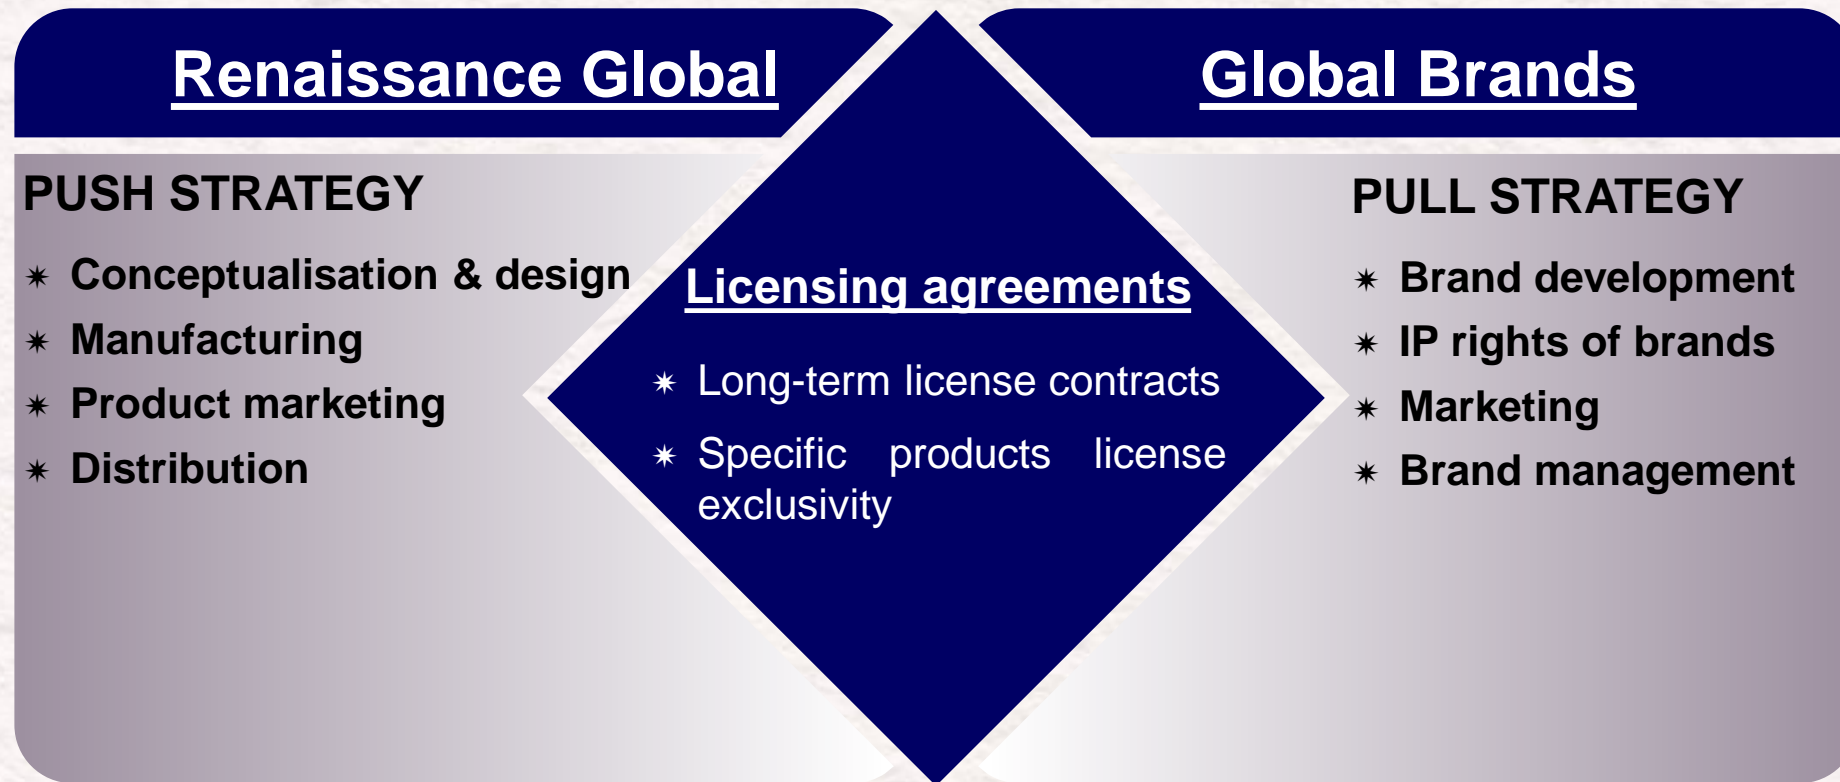 Renaissance Global
PUSH STRATEGY
✷ Conceptualisation & design
✷ Manufacturing
✷ Product marketing
✷ Distribution
Licensing agreements
✷ Long-term license contracts
✷ Specific products license
exclusivity
Global Brands
PULL STRATEGY
✷ Brand development
✷ IP rights of brands
✷ Marketing
✷ Brand management